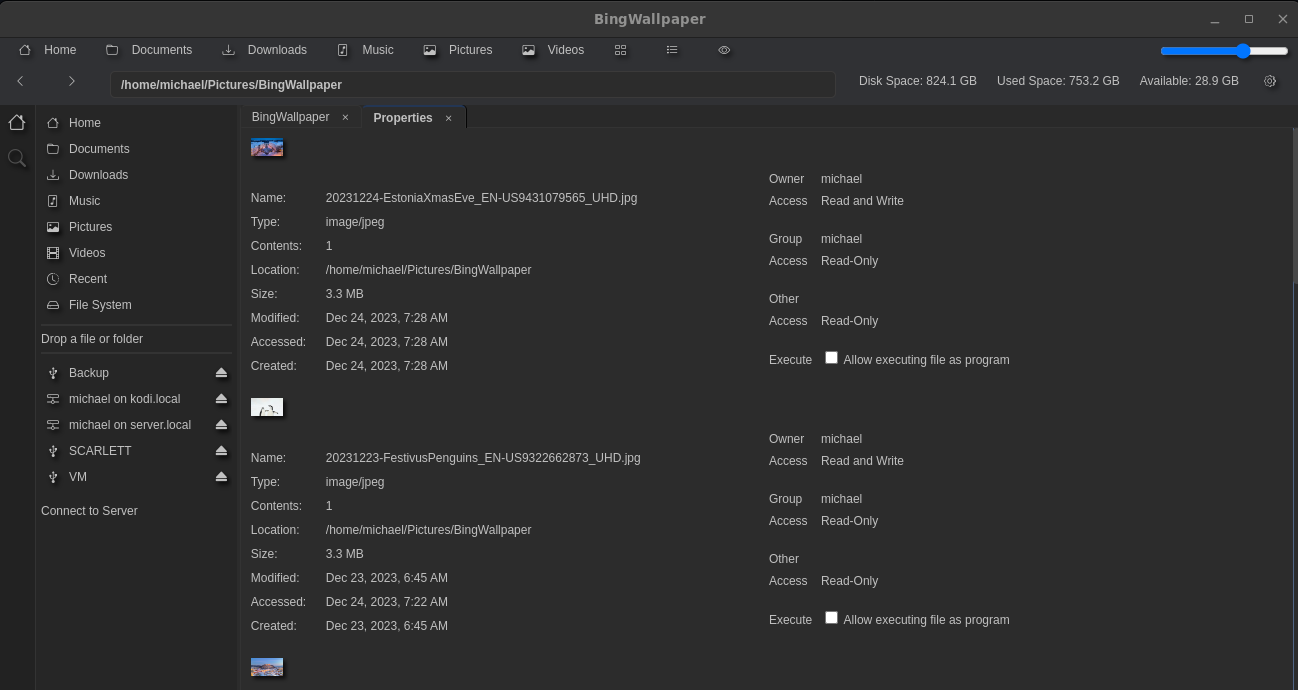 BingWallpaper
Home Documents Downloads Music Pictures Videos
/home/michael/Pictures/BingWallpaper
Disk Space: 824.1 GB Used Space: 753.2 GB Available: 28.9 GB
Home
Documents
Downloads
Music
Pictures
Videos
Recent
File System
Drop a file or folder
Backup
michael on kodi.local
michael on server.local
SCARLETT
VM
Connect to Server
BingWallpaper × Properties ×
Name: 20231224-EstoniaXmasEve_EN-US9431079565_UHD.jpg
Type: image/jpeg
Contents: 1
Location: /home/michael/Pictures/BingWallpaper
Size: 3.3 MB
Modified: Dec 24, 2023, 7:28 AM
Accessed: Dec 24, 2023, 7:28 AM
Created: Dec 24, 2023, 7:28 AM
Owner michael
Access Read and Write
Group michael
Access Read-Only
Other
Access Read-Only
Execute Allow executing file as program
Name: 20231223-FestivusPenguins_EN-US9322662873_UHD.jpg
Type: image/jpeg
Contents: 1
Location: /home/michael/Pictures/BingWallpaper
Size: 3.3 MB
Modified: Dec 23, 2023, 6:45 AM
Accessed: Dec 24, 2023, 7:22 AM
Created: Dec 23, 2023, 6:45 AM
Owner michael
Access Read and Write
Group michael
Access Read-Only
Other
Access Read-Only
Execute Allow executing file as program